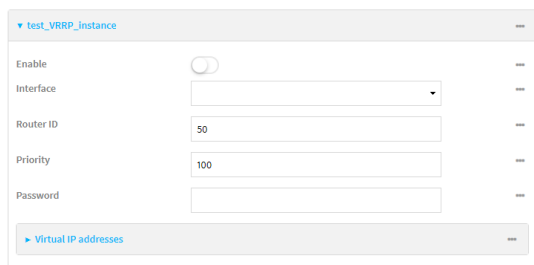 test_VRRP_instance
Enable
Interface
Router ID 50
Priority 100
Password
Virtual IP addresses